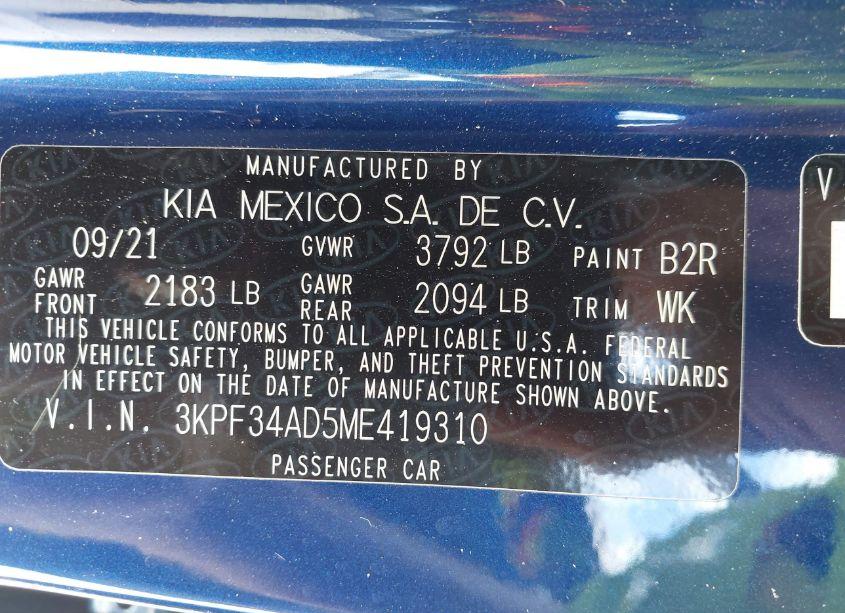 MANUFACTURED BY
KIA MEXICO S.A. DE C.V.
09/21 GVWR 3792 LB PAINT B2R
GAWR FRONT 2183 LB GAWR REAR 2094 LB TRIM WK
THIS VEHICLE CONFORMS TO ALL APPLICABLE U.S.A. FEDERAL
MOTOR VEHICLE SAFETY, BUMPER, AND THEFT PREVENTION STANDARDS
IN EFFECT ON THE DATE OF MANUFACTURE SHOWN ABOVE.
V.I.N. 3KPF34AD5ME419310
PASSENGER CAR
V